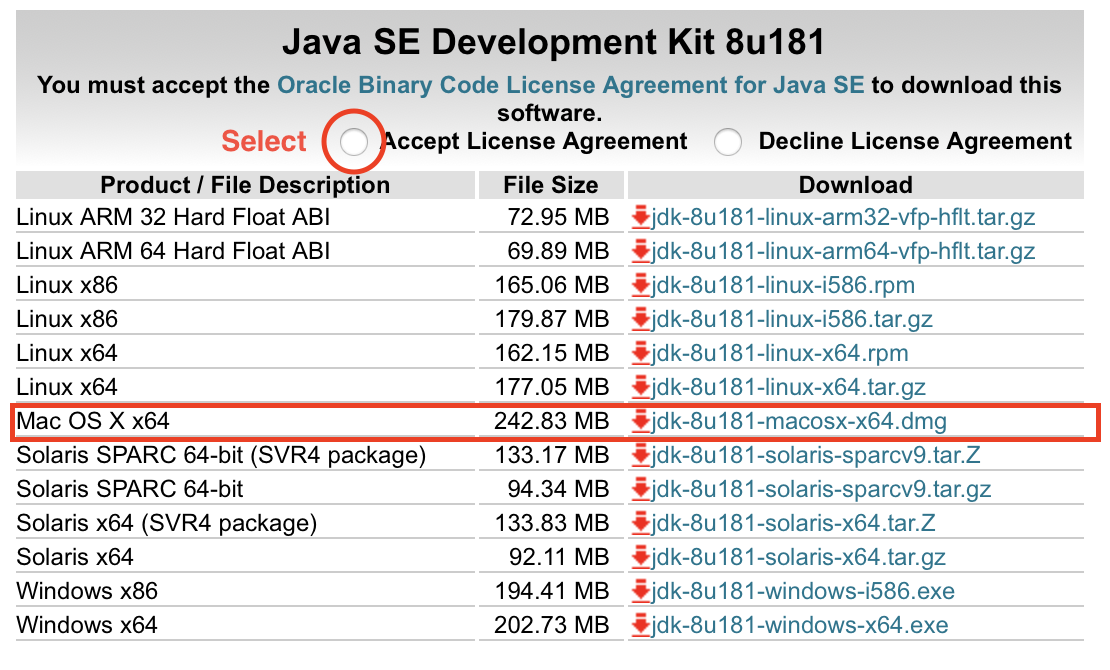 Java SE Development Kit 8u181
You must accept the Oracle Binary Code License Agreement for Java SE to download this
software.
Select Accept License Agreement Decline License Agreement
Product / File Description File Size Download
Linux ARM 32 Hard Float ABI 72.95 MB jdk-8u181-linux-arm32-vfp-hflt.tar.gz
Linux ARM 64 Hard Float ABI 69.89 MB jdk-8u181-linux-arm64-vfp-hflt.tar.gz
Linux x86 165.06 MB jdk-8u181-linux-i586.rpm
Linux x86 179.87 MB jdk-8u181-linux-i586.tar.gz
Linux x64 162.15 MB jdk-8u181-linux-x64.rpm
Linux x64 177.05 MB jdk-8u181-linux-x64.tar.gz
Mac OS X x64 242.83 MB jdk-8u181-macosx-x64.dmg
Solaris SPARC 64-bit (SVR4 package) 133.17 MB jdk-8u181-solaris-sparcv9.tar.Z
Solaris SPARC 64-bit 94.34 MB jdk-8u181-solaris-sparcv9.tar.gz
Solaris x64 (SVR4 package) 133.83 MB jdk-8u181-solaris-x64.tar.Z
Solaris x64 92.11 MB jdk-8u181-solaris-x64.tar.gz
Windows x86 194.41 MB jdk-8u181-windows-i586.exe
Windows x64 202.73 MB jdk-8u181-windows-x64.exe